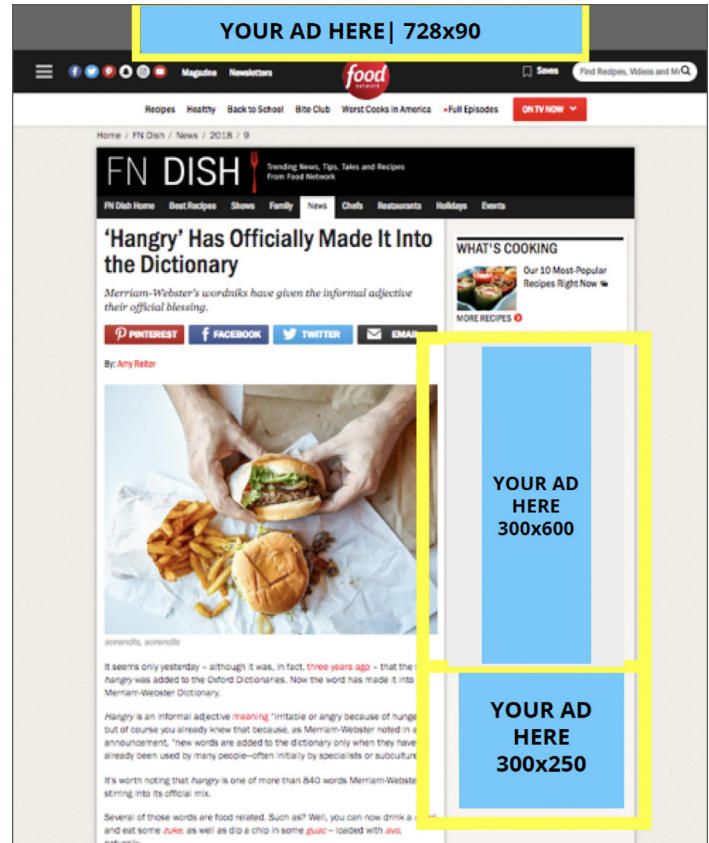 YOUR AD HERE| 728x90
Magazine Newsletters
food
network
Saves
Find Recipes, Videos and
Recipes Healthy Back to School Bite Club Worst Cooks in America •Full Episodes ON TV NOW
Home / FN Dish / News / 2018 / 9
FN DISH
Trending News, Tips, Tales and Recipes
From Food Network
FN Dish Home Best Recipes Shows Family News Chefs Restaurants Holidays Events
‘Hangry’ Has Officially Made It Into
the Dictionary
Merriam-Webster's wordniks have given the informal adjective
their official blessing.
PINTEREST FACEBOOK TWITTER EMAIL
By: Amy Reiter
sorendls, sorendls
It seems only yesterday – although it was, in fact, three years ago – that the
hangry was added to the Oxford Dictionaries. Now the word has made it into
Merriam-Webster Dictionary.
Hangry is an informal adjective meaning "irritable or angry because of hunge
but of course you already knew that because, as Merriam-Webster noted in a
announcement, "new words are added to the dictionary only when they have
already been used by many people—often initially by specialists or subculture
It's worth noting that hangry is one of more than 840 words Merriam-Webste
stirring into its official mix.
Several of those words are food related. Such as? Well, you can now drink a
and eat some zuke, as well as dip a chip in some guac – loaded with avo,
naturally.
WHAT'S COOKING
Our 10 Most-Popular
Recipes Right Now
MORE RECIPES
YOUR AD
HERE
300x600
YOUR AD
HERE
300x250